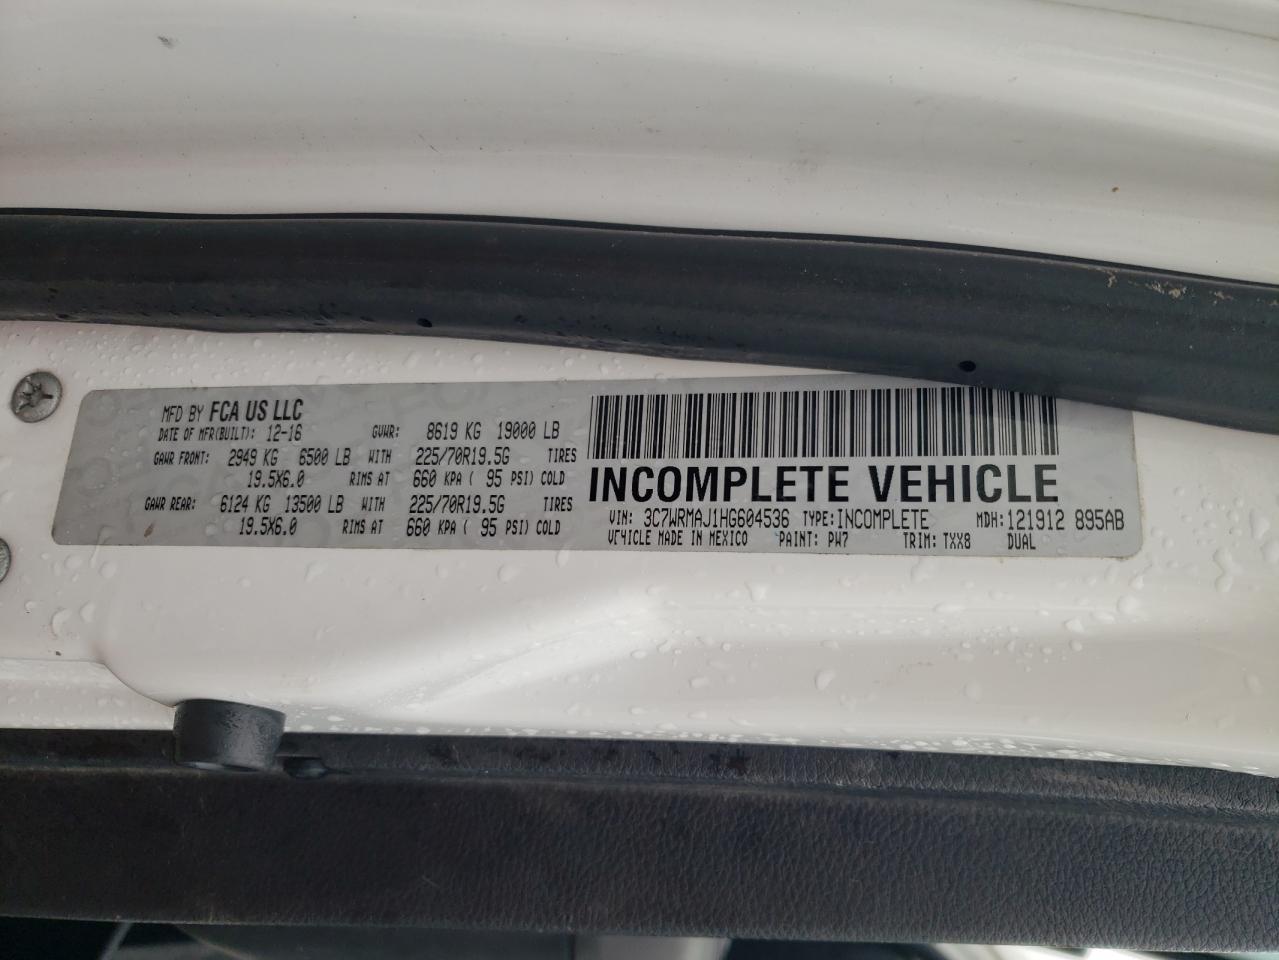 MFD BY FCA US LLC
DATE OF MFR(BUILT): 12-16 GVWR: 8619 KG 19000 LB
GAWR FRONT: 2949 KG 6500 LB WITH 225/70R19.5G TIRES
19.5X6.0 RIMS AT 660 KPA ( 95 PSI) COLD
GAWR REAR: 6124 KG 13500 LB WITH 225/70R19.5G TIRES
19.5X6.0 RIMS AT 660 KPA ( 95 PSI) COLD
INCOMPLETE VEHICLE
VIN: 3C7WRMAJ1HG604536 TYPE: INCOMPLETE MDH: 121912 895AB
VEHICLE MADE IN MEXICO PAINT: PW7 TRIM: TXX8 DUAL